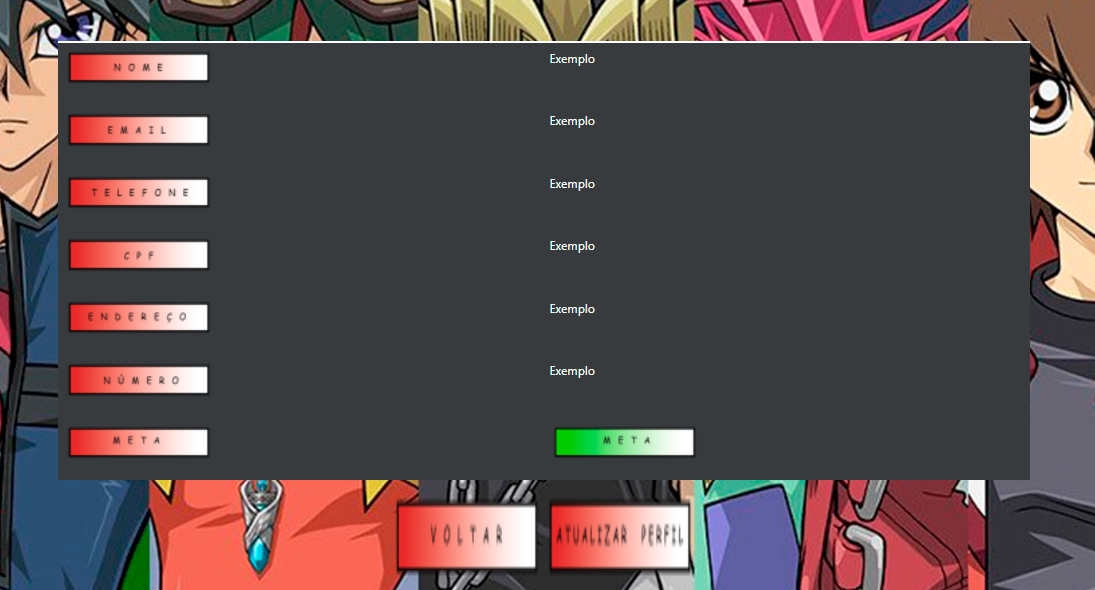 NOME Exemplo
EMAIL Exemplo
TELEFONE Exemplo
CPF Exemplo
ENDEREÇO Exemplo
NÚMERO Exemplo
META META
VOLTAR ATUALIZAR PERFIL